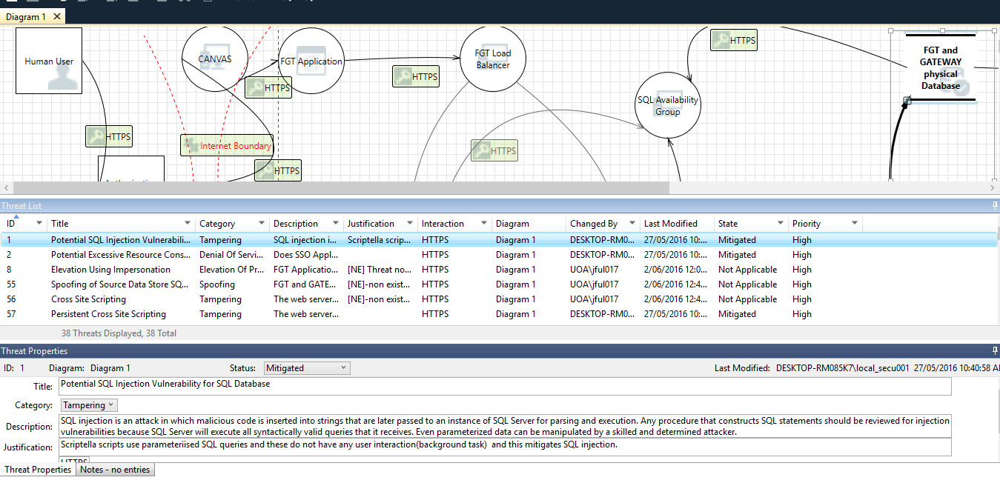 Diagram 1 X
Human User
CANVAS
FGT Application
FGT Load
Balancer
SQL Availability
Group
FGT and
GATEWAY
physical
Database
HTTPS
HTTPS
HTTPS
HTTPS
HTTPS
HTTPS
Internet Boundary
Threat List
ID Title Category Description Justification Interaction Diagram Changed By Last Modified State Priority
1 Potential SQL Injection Vulnerabili... Tampering SQL injection i... Scriptella scrip... HTTPS Diagram 1 DESKTOP-RM0... 27/05/2016 10:... Mitigated High
2 Potential Excessive Resource Cons... Denial Of Servi... Does SSO Appl... HTTPS Diagram 1 DESKTOP-RM0... 27/05/2016 10:... Mitigated High
8 Elevation Using Impersonation Elevation Of Pr... FGT Applicatio... [NE] Threat no... HTTPS Diagram 1 UOA\jful017 2/06/2016 12:0... Not Applicable High
55 Spoofing of Source Data Store SQ... Spoofing FGT and GATE... [NE]-non exist... HTTPS Diagram 1 UOA\jful017 2/06/2016 12:4... Not Applicable High
56 Cross Site Scripting Tampering The web server... [NE]-non exist... HTTPS Diagram 1 UOA\jful017 2/06/2016 12:4... Not Applicable High
57 Persistent Cross Site Scripting Tampering The web server... HTTPS Diagram 1 DESKTOP-RM0... 27/05/2016 10:... Mitigated High
38 Threats Displayed, 38 Total
Threat Properties
ID: 1 Diagram: Diagram 1 Status: Mitigated Last Modified: DESKTOP-RM085K7\local_secu001 27/05/2016 10:40:58 AM
Title: Potential SQL Injection Vulnerability for SQL Database
Category: Tampering
Description: SQL injection is an attack in which malicious code is inserted into strings that are later passed to an instance of SQL Server for parsing and execution. Any procedure that constructs SQL statements should be reviewed for injection
vulnerabilities because SQL Server will execute all syntactically valid queries that it receives. Even parameterized data can be manipulated by a skilled and determined attacker.
Justification: Scriptella scripts use parameteriised SQL queries and these do not have any user interaction(background task) and this mitigates SQL injection.
HTTPS
Threat Properties Notes - no entries